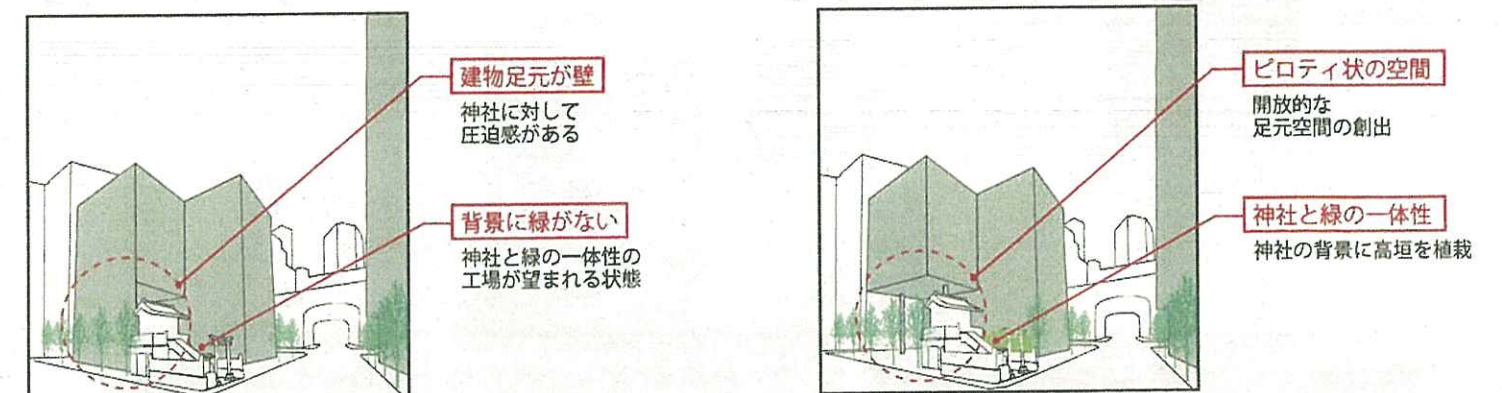 建物足元が壁
神社に対して
圧迫感がある
背景に緑がない
神社と緑の一体性の
工場が望まれる状態
ピロティ状の空間
開放的な
足元空間の創出
神社と緑の一体性
神社の背景に高垣を植栽